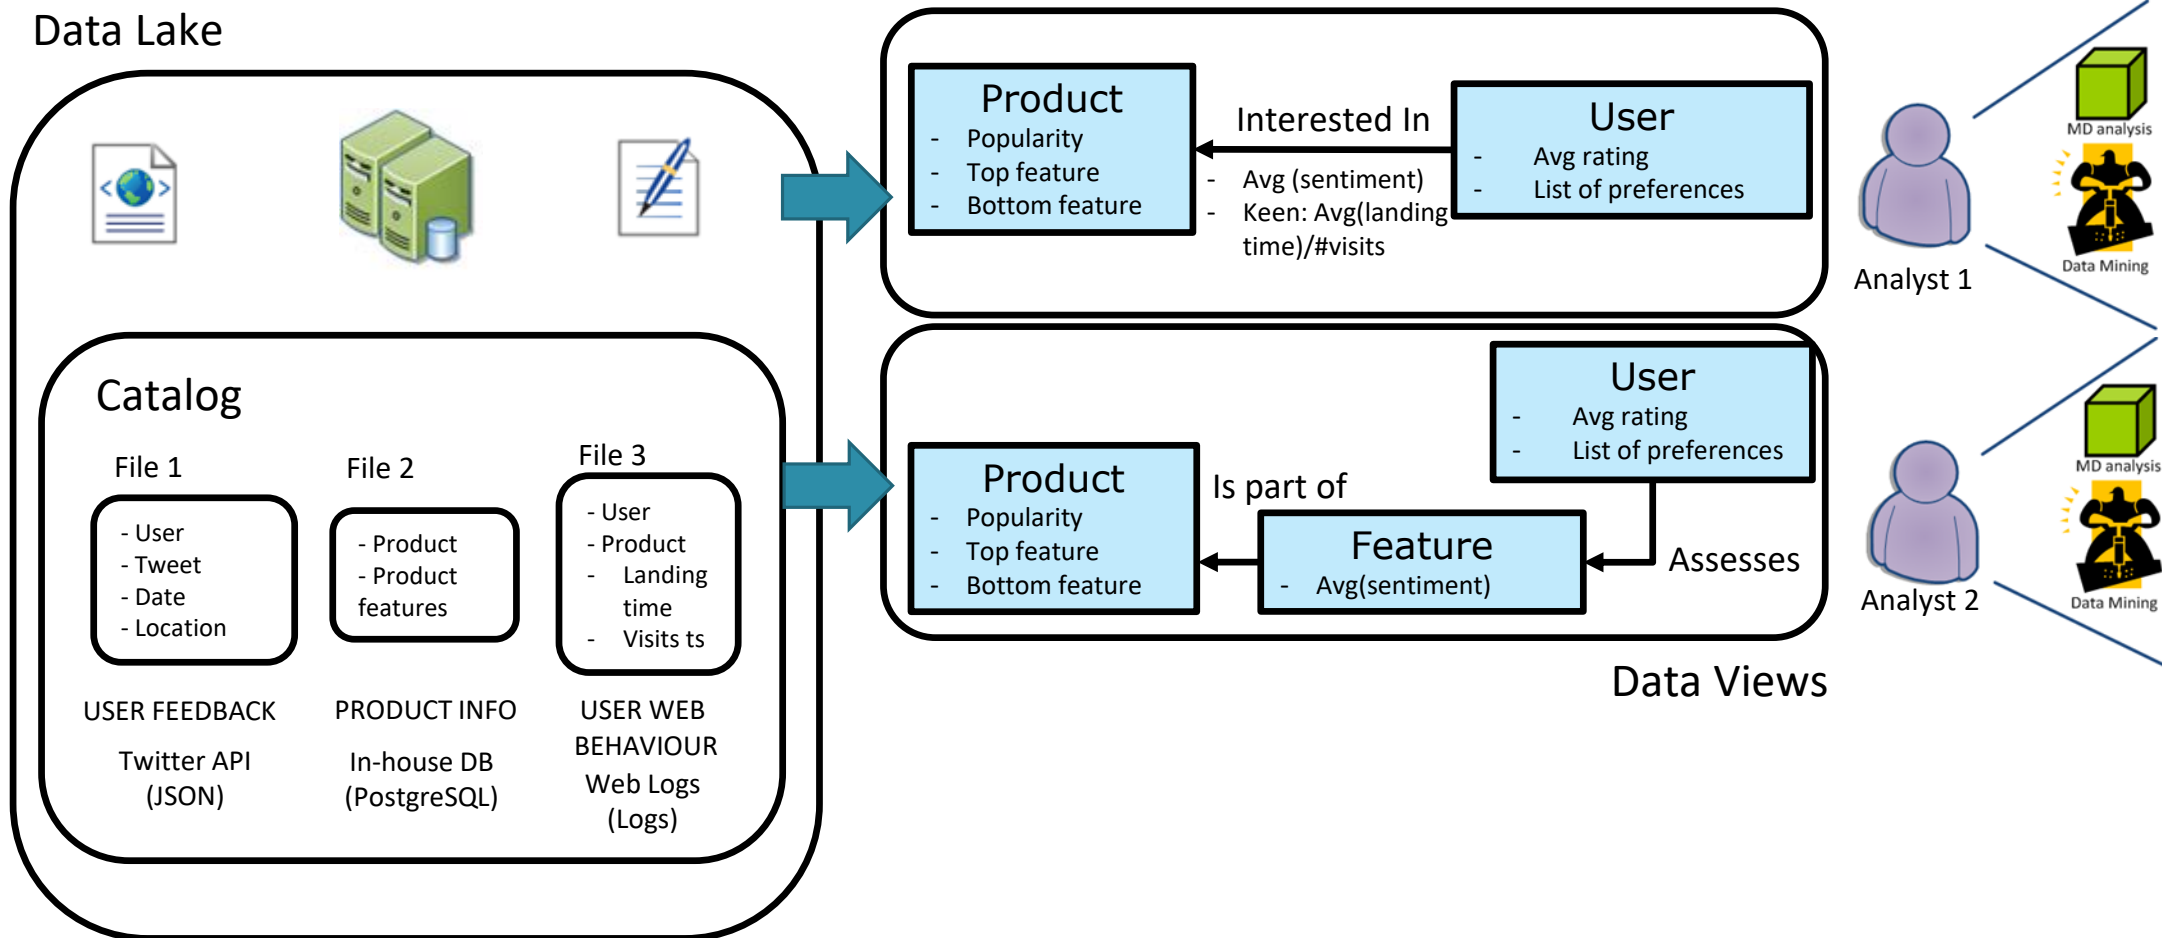 Data Lake
Catalog
File 1
- User
- Tweet
- Date
- Location
USER FEEDBACK
Twitter API
(JSON)
File 2
- Product
- Product
features
PRODUCT INFO
In-house DB
(PostgreSQL)
File 3
- User
- Product
- Landing
time
- Visits ts
USER WEB
BEHAVIOUR
Web Logs
(Logs)
Product
- Popularity
- Top feature
- Bottom feature
Interested In
- Avg (sentiment)
- Keen: Avg(landing
time)/#visits
User
- Avg rating
- List of preferences
Analyst 1
MD analysis
Data Mining
Product
- Popularity
- Top feature
- Bottom feature
Is part of
Feature
- Avg(sentiment)
User
- Avg rating
- List of preferences
Assesses
Analyst 2
MD analysis
Data Mining
Data Views